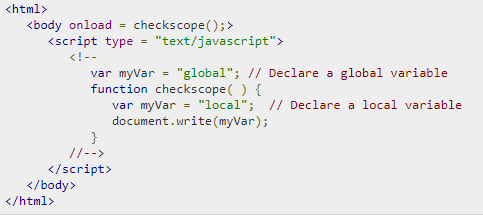 <html>
<body onload = checkscope();>
<script type = "text/javascript">
<!--
var myVar = "global"; // Declare a global variable
function checkscope( ) {
var myVar = "local";  // Declare a local variable
document.write(myVar);
}
//-->
</script>
</body>
</html>